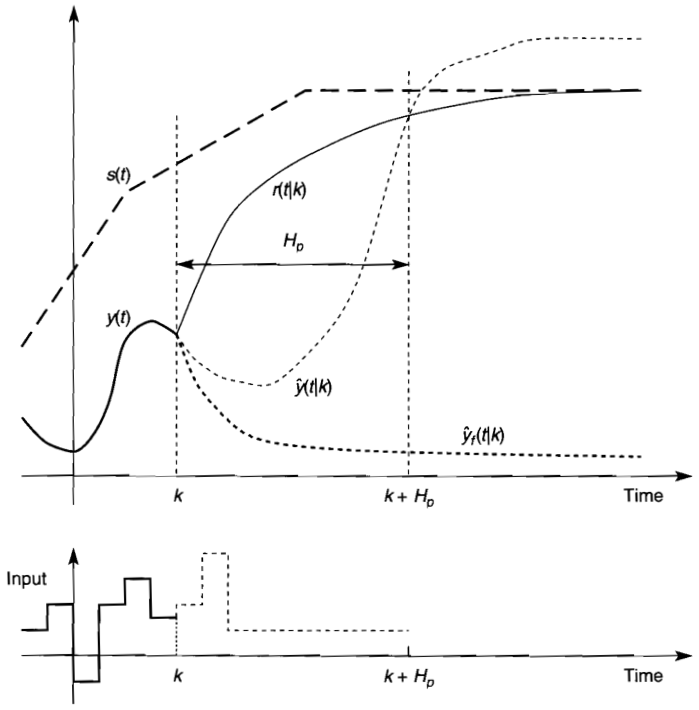 s(t)
r(t|k)
H_p
y(t)
ŷ(t|k)
ŷ_f(t|k)
k
k + H_p
Time
Input
k
k + H_p
Time